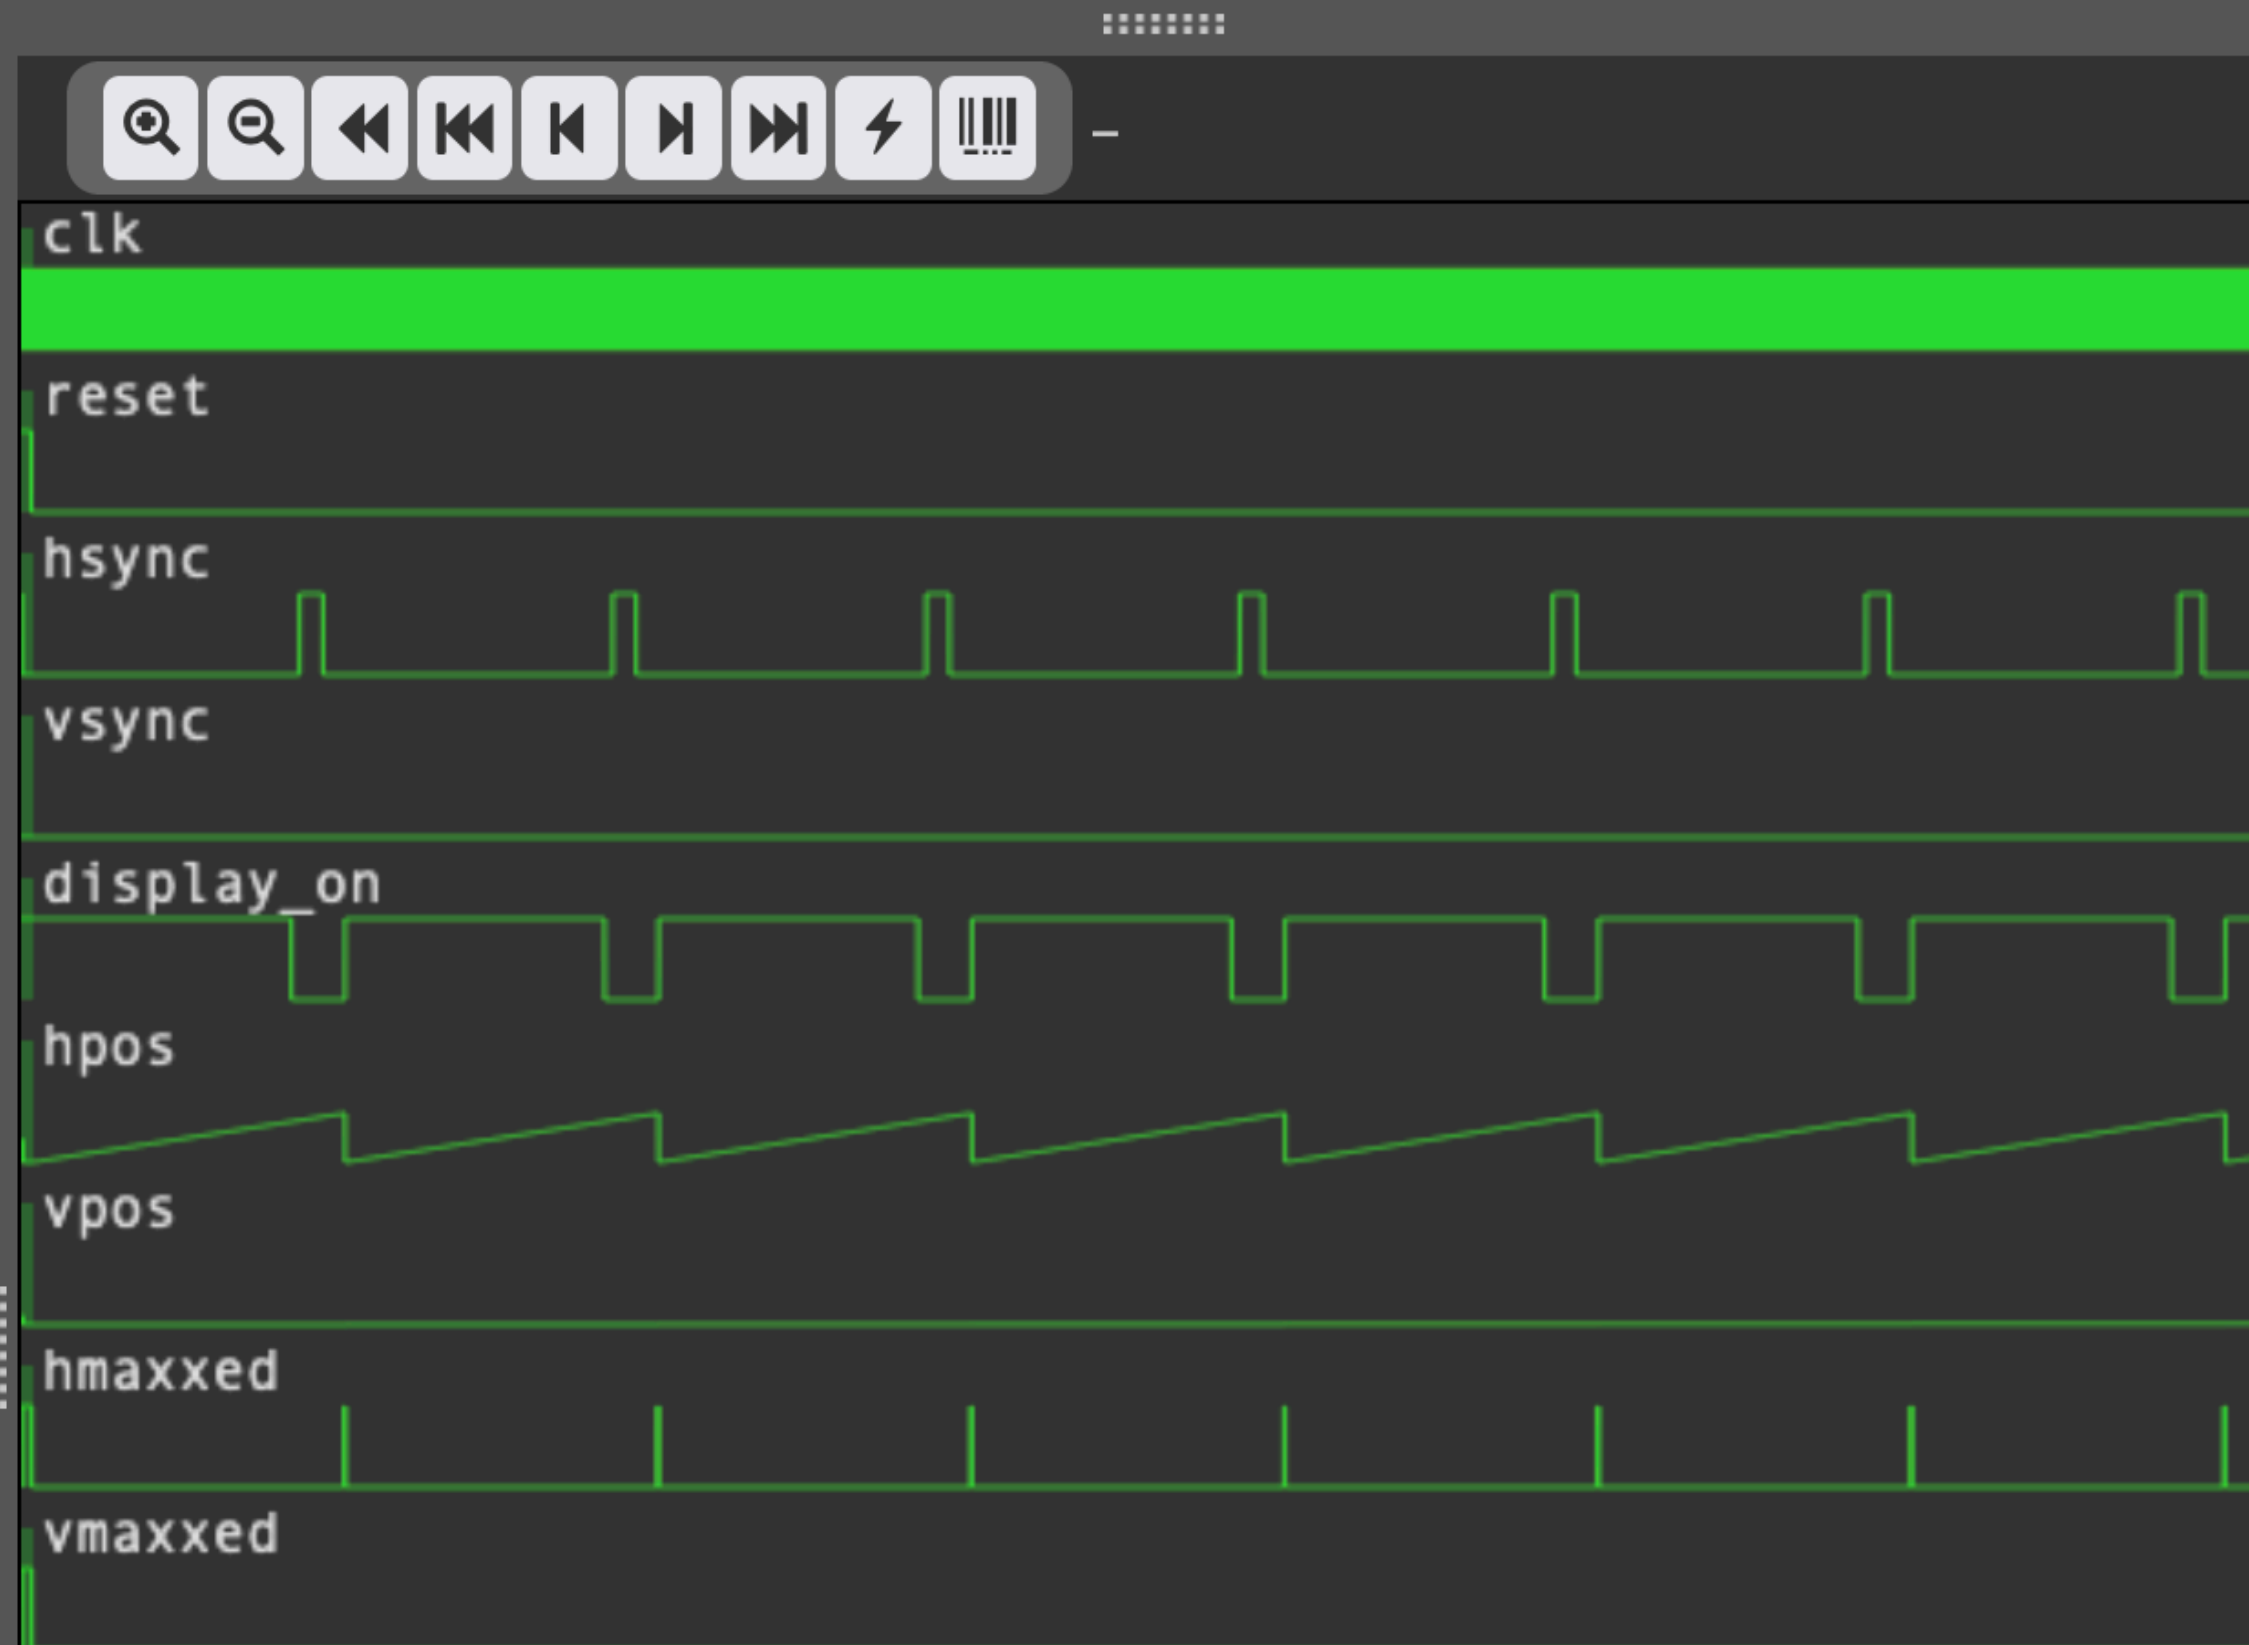 clk
reset
hsync
vsync
display_on
hpos
vpos
hmaxxed
vmaxxed